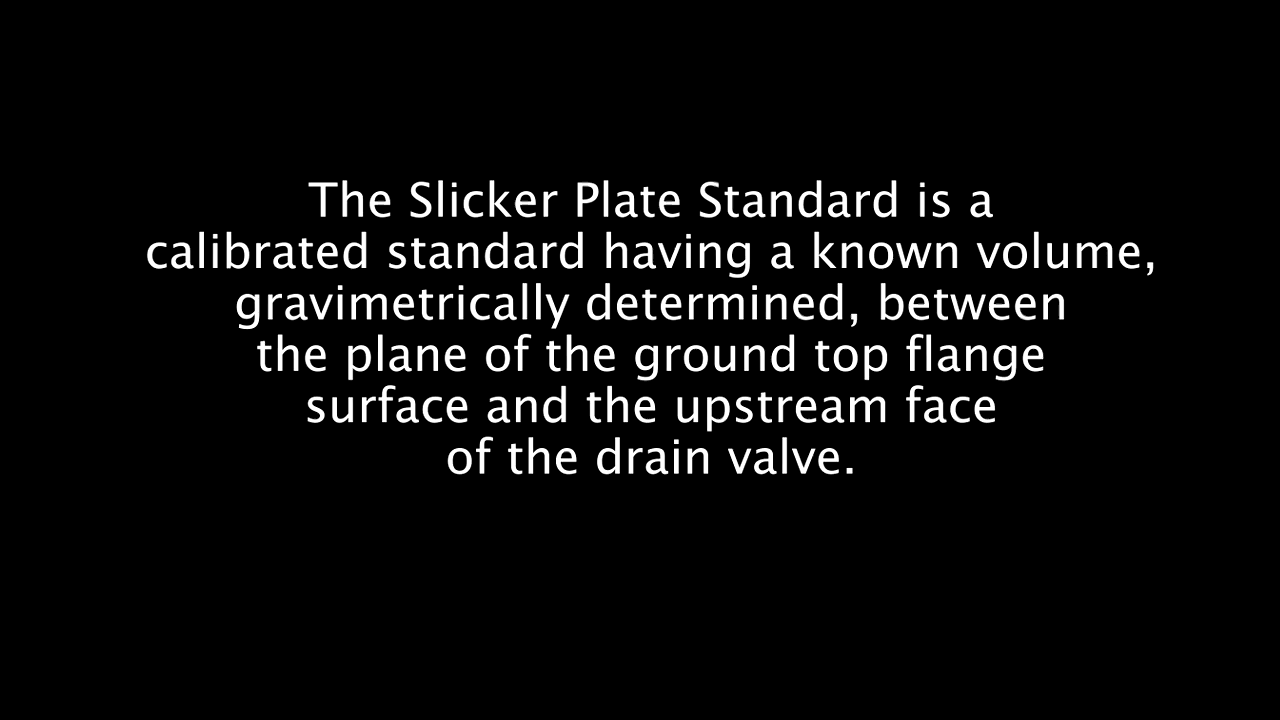 The Slicker Plate Standard is a
calibrated standard having a known volume,
gravimetrically determined, between
the plane of the ground top flange
surface and the upstream face
of the drain valve.